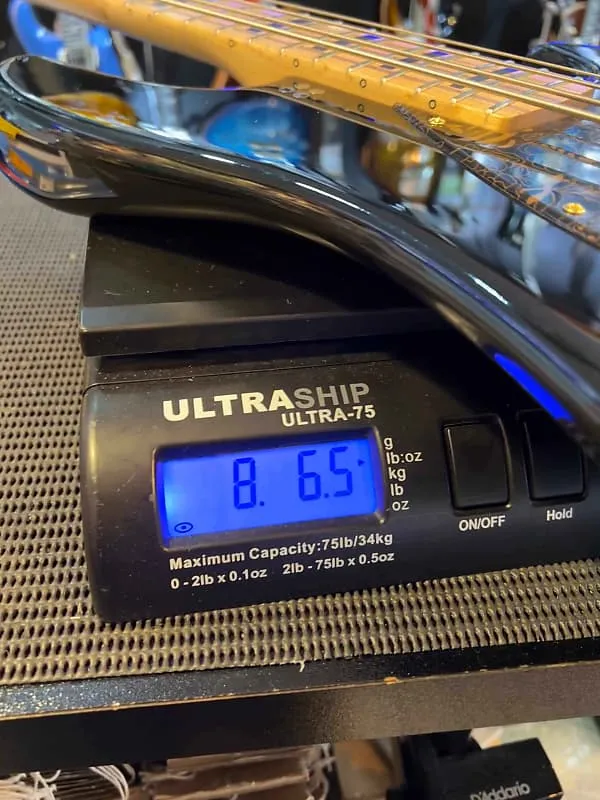 ULTRASHIP
ULTRA-75
8. 6.5
g
lb:oz
kg
lb
oz
ON/OFF
Hold
Maximum Capacity:75lb/34kg
0 - 2lb x 0.1oz 2lb - 75lb x 0.5oz
D'Addario